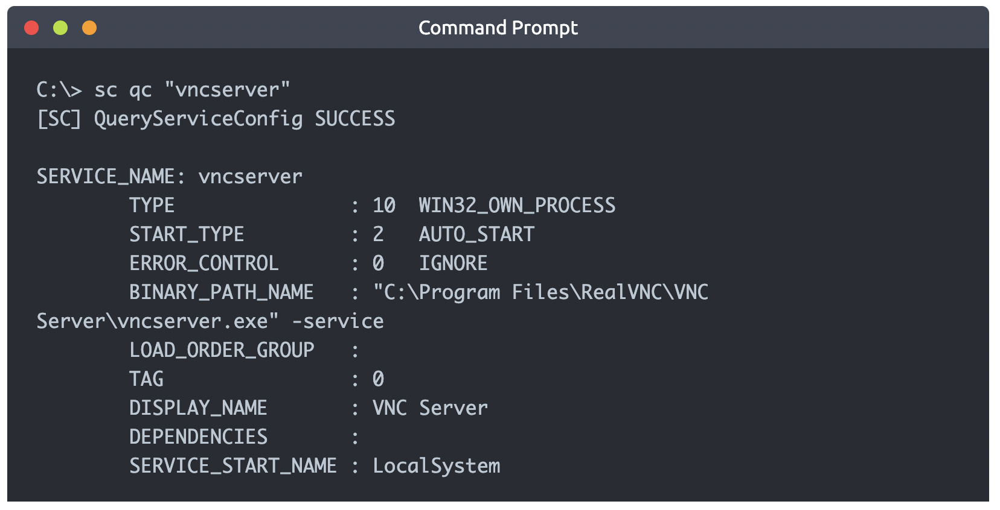 Command Prompt
C:\> sc qc "vncserver"
[SC] QueryServiceConfig SUCCESS
SERVICE_NAME: vncserver
        TYPE               : 10  WIN32_OWN_PROCESS
        START_TYPE         : 2   AUTO_START
        ERROR_CONTROL      : 0   IGNORE
        BINARY_PATH_NAME   : "C:\Program Files\RealVNC\VNC
Server\vncserver.exe" -service
        LOAD_ORDER_GROUP   :
        TAG                : 0
        DISPLAY_NAME       : VNC Server
        DEPENDENCIES       :
        SERVICE_START_NAME : LocalSystem